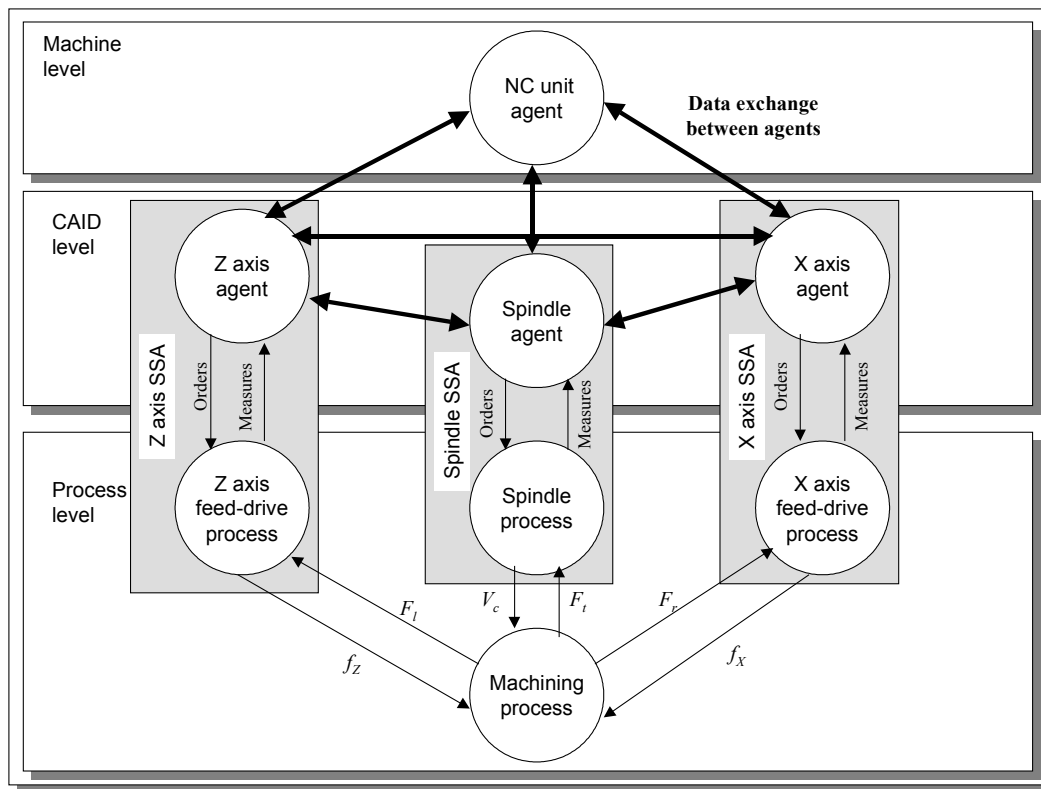 Machine
level
NC unit
agent
Data exchange
between agents
CAID
level
Z axis
agent
Spindle
agent
X axis
agent
Z axis SSA
Orders
Measures
Spindle SSA
Orders
Measures
X axis SSA
Orders
Measures
Process
level
Z axis
feed-drive
process
Spindle
process
X axis
feed-drive
process
F_l
V_c
F_t
F_r
f_Z
f_X
Machining
process